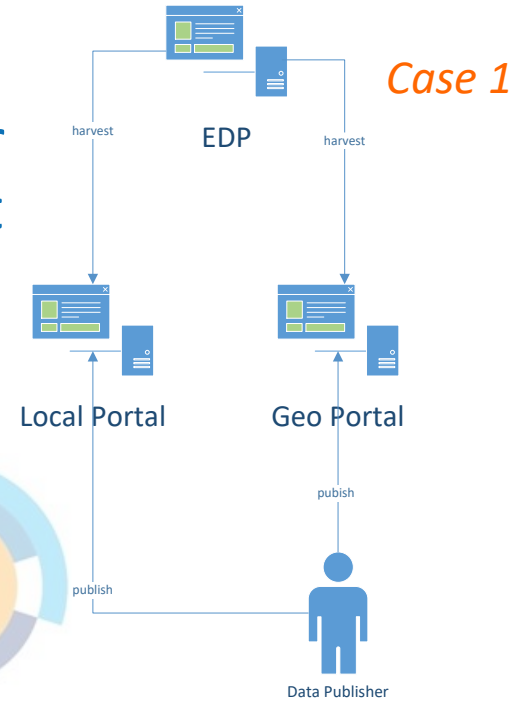 Case 1
EDP
harvest
harvest
Local Portal
Geo Portal
pubish
publish
Data Publisher